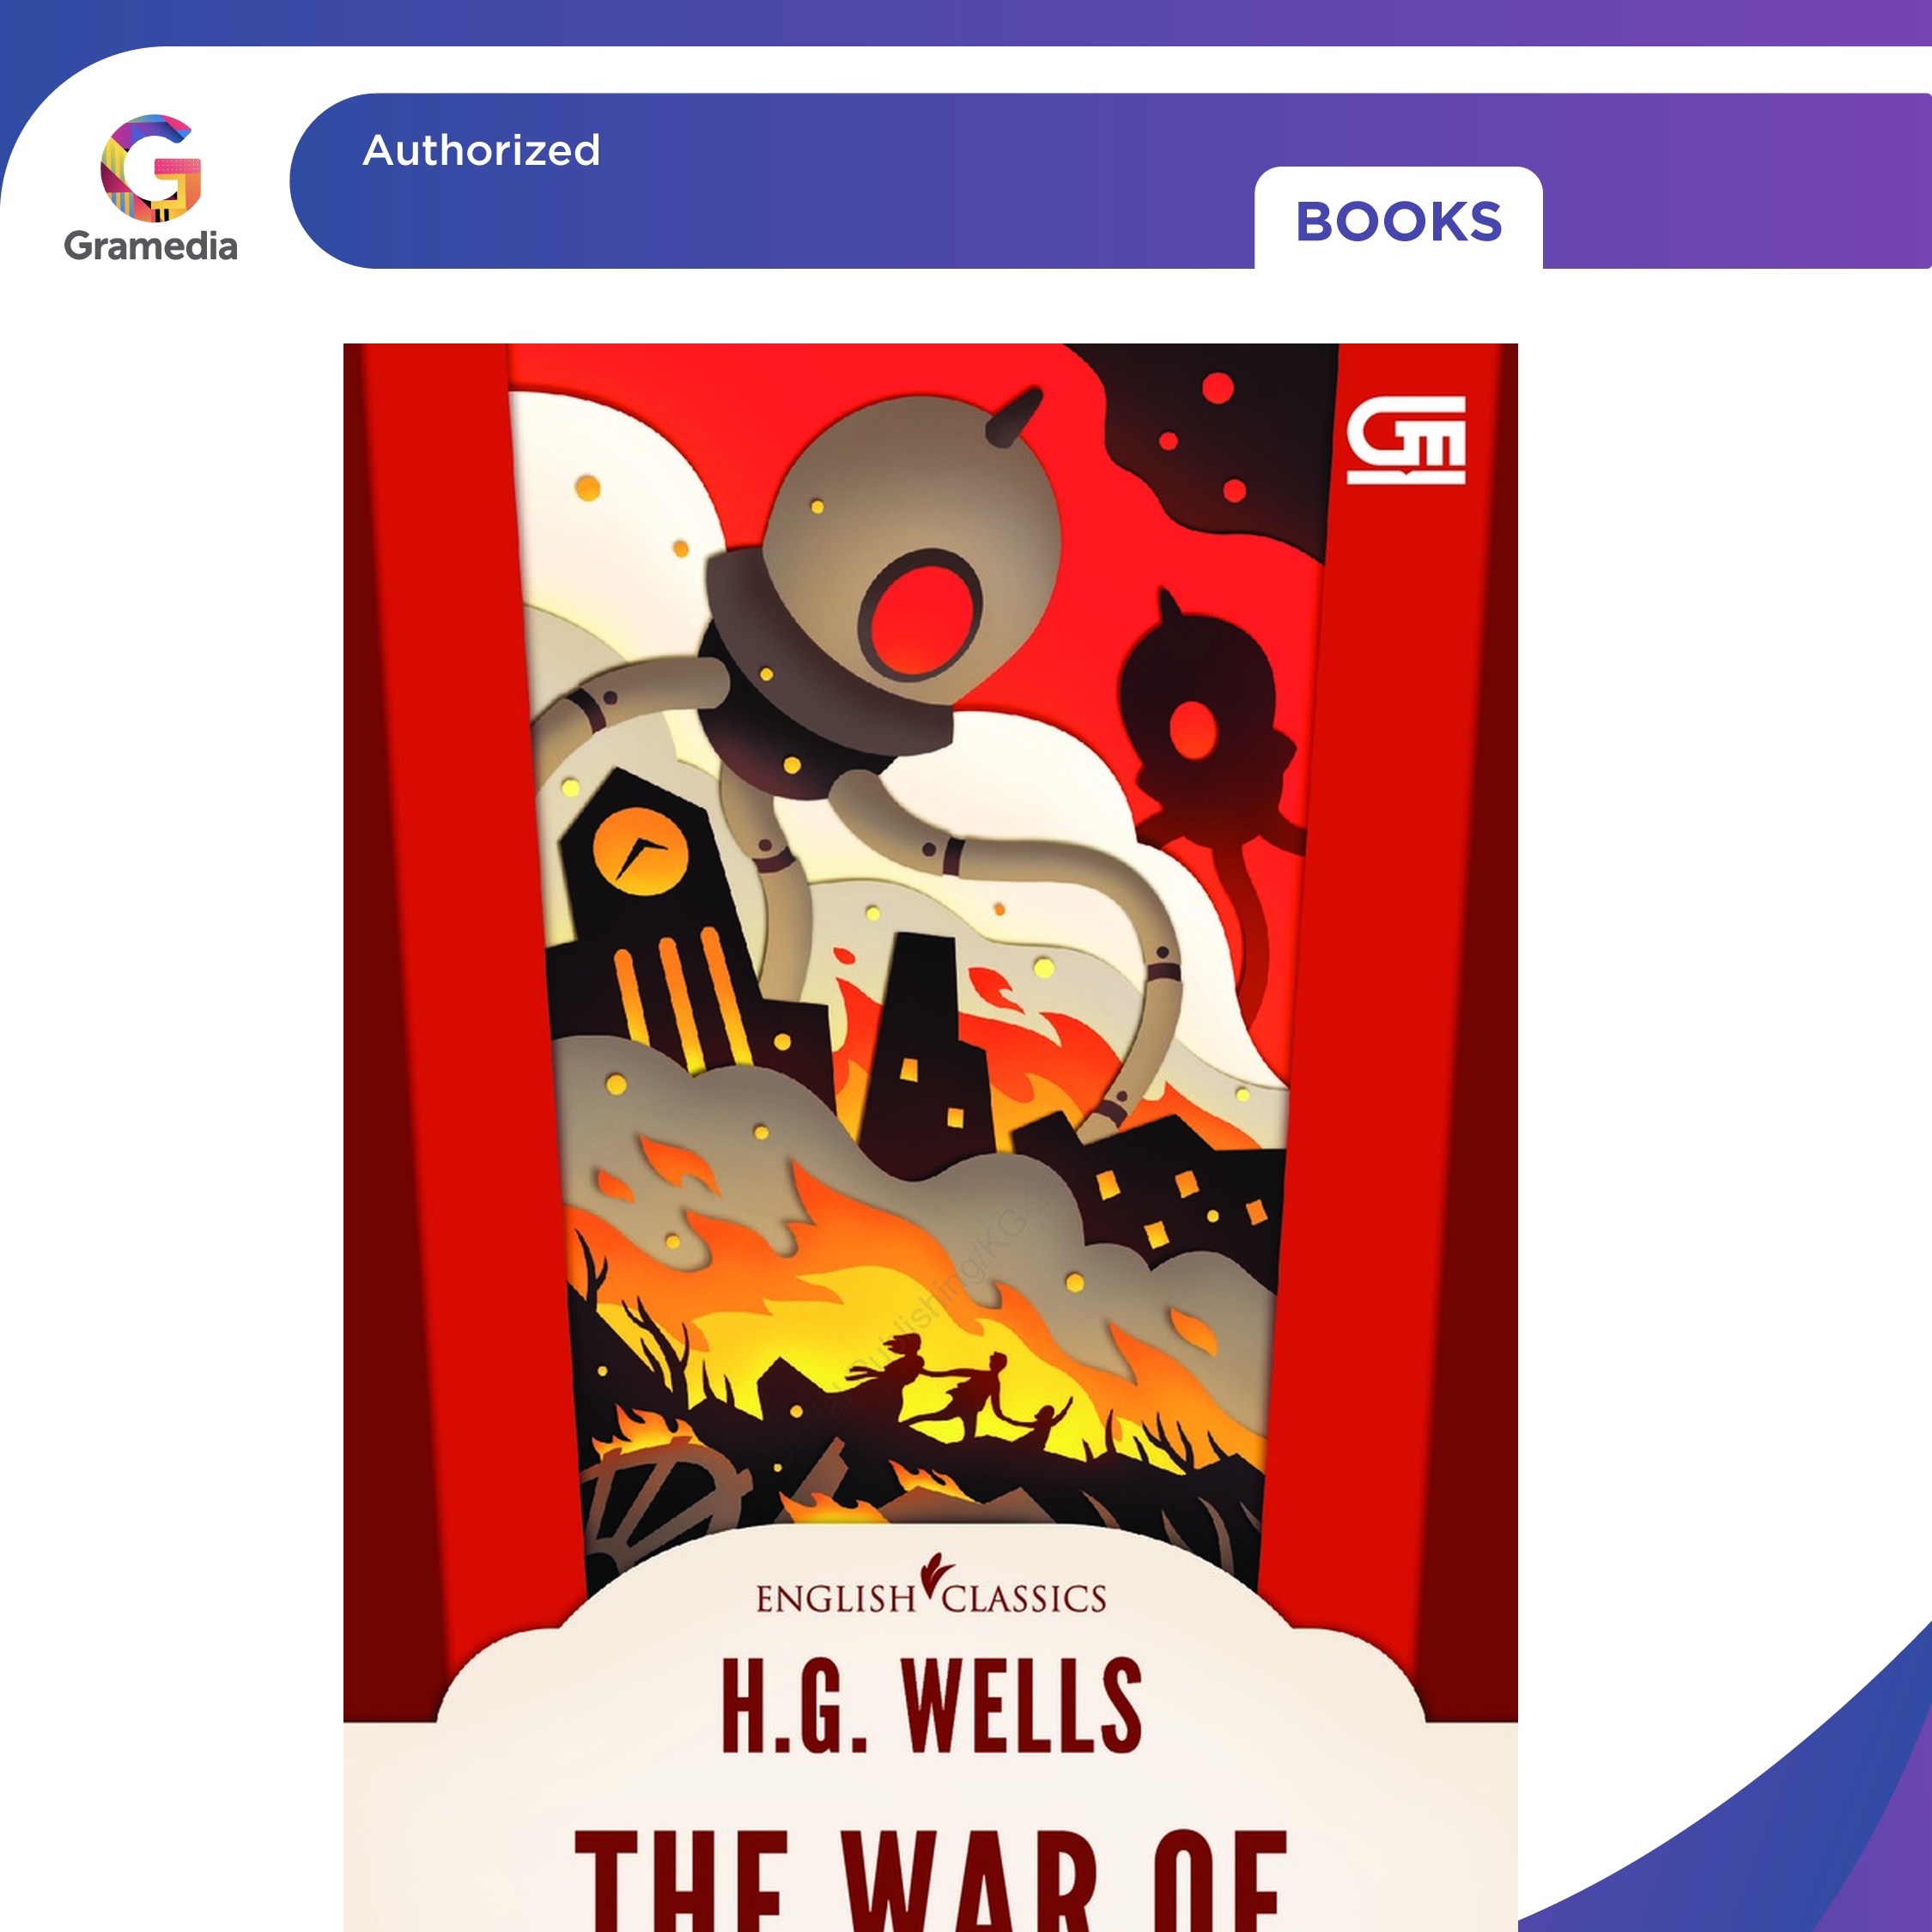 Gramedia
Authorized
BOOKS
ENGLISH CLASSICS
H.G. WELLS
THE WAR OF